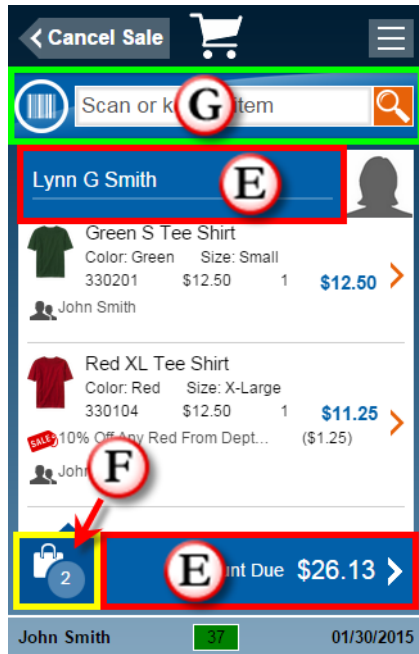 Cancel Sale
Scan or k G item
Lynn G Smith E
Green S Tee Shirt
Color: Green Size: Small
330201 $12.50 1 $12.50
John Smith
Red XL Tee Shirt
Color: Red Size: X-Large
330104 $12.50 1 $11.25
SALE 10% Off Any Red From Dept... ($1.25)
John
F
2 E unt Due $26.13
John Smith 37 01/30/2015